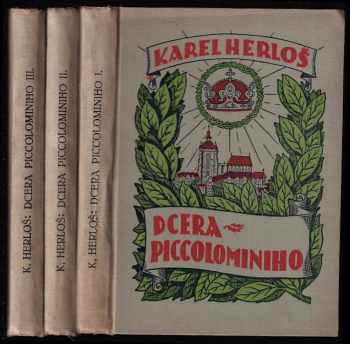 K. HERLOŠ: DCERA PICCOLOMINIHO III.
K. HERLOŠ: DCERA PICCOLOMINIHO II.
K. HERLOŠ: DCERA PICCOLOMINIHO I.
KAREL HERLOŠ
DCERA
PICCOLOMINIHO